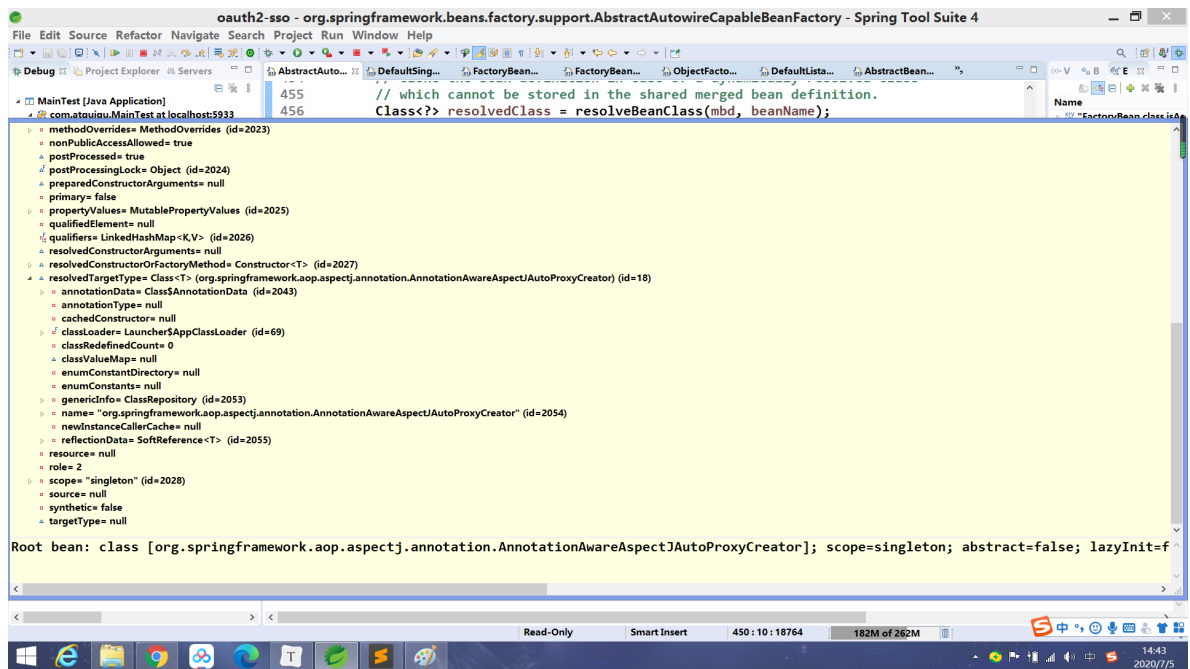 oauth2-sso - org.springframework.beans.factory.support.AbstractAutowireCapableBeanFactory - Spring Tool Suite 4
File Edit Source Refactor Navigate Search Project Run Window Help
Debug Project Explorer Servers
AbstractAuto... DefaultSing... FactoryBean... FactoryBean... ObjectFacto... DefaultLista... AbstractBean... V B E
MainTest [Java Application]
com.atguigu.MainTest at localhost:5933
455 // which cannot be stored in the shared merged bean definition.
456 Class<?> resolvedClass = resolveBeanClass(mbd, beanName);
Name
methodOverrides= MethodOverrides (id=2023)
nonPublicAccessAllowed= true
postProcessed= true
postProcessingLock= Object (id=2024)
preparedConstructorArguments= null
primary= false
propertyValues= MutablePropertyValues (id=2025)
qualifiedElement= null
qualifiers= LinkedHashMap<K,V> (id=2026)
resolvedConstructorArguments= null
resolvedConstructorOrFactoryMethod= Constructor<T> (id=2027)
resolvedTargetType= Class<T> (org.springframework.aop.aspectj.annotation.AnnotationAwareAspectJAutoProxyCreator) (id=18)
annotationData= Class$AnnotationData (id=2043)
annotationType= null
cachedConstructor= null
classLoader= Launcher$AppClassLoader (id=69)
classRedefinedCount= 0
classValueMap= null
enumConstantDirectory= null
enumConstants= null
genericInfo= ClassRepository (id=2053)
name= "org.springframework.aop.aspectj.annotation.AnnotationAwareAspectJAutoProxyCreator" (id=2054)
newInstanceCallerCache= null
reflectionData= SoftReference<T> (id=2055)
resource= null
role= 2
scope= "singleton" (id=2028)
source= null
synthetic= false
targetType= null
Root bean: class [org.springframework.aop.aspectj.annotation.AnnotationAwareAspectJAutoProxyCreator]; scope=singleton; abstract=false; lazyInit=f
Read-Only Smart Insert 450 : 10 : 18764 182M of 262M
中
中
14:43
2020/7/5